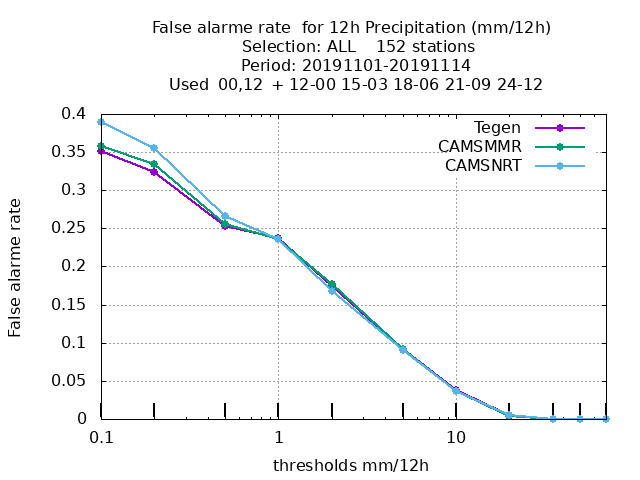 False alarme rate  for 12h Precipitation (mm/12h)
Selection: ALL    152 stations
Period: 20191101-20191114
Used  00,12  + 12-00 15-03 18-06 21-09 24-12
Tegen
CAMSMMR
CAMSNRT
0.4
0.35
0.3
0.25
0.2
0.15
0.1
0.05
0
False alarme rate
0.1 1 10
thresholds mm/12h